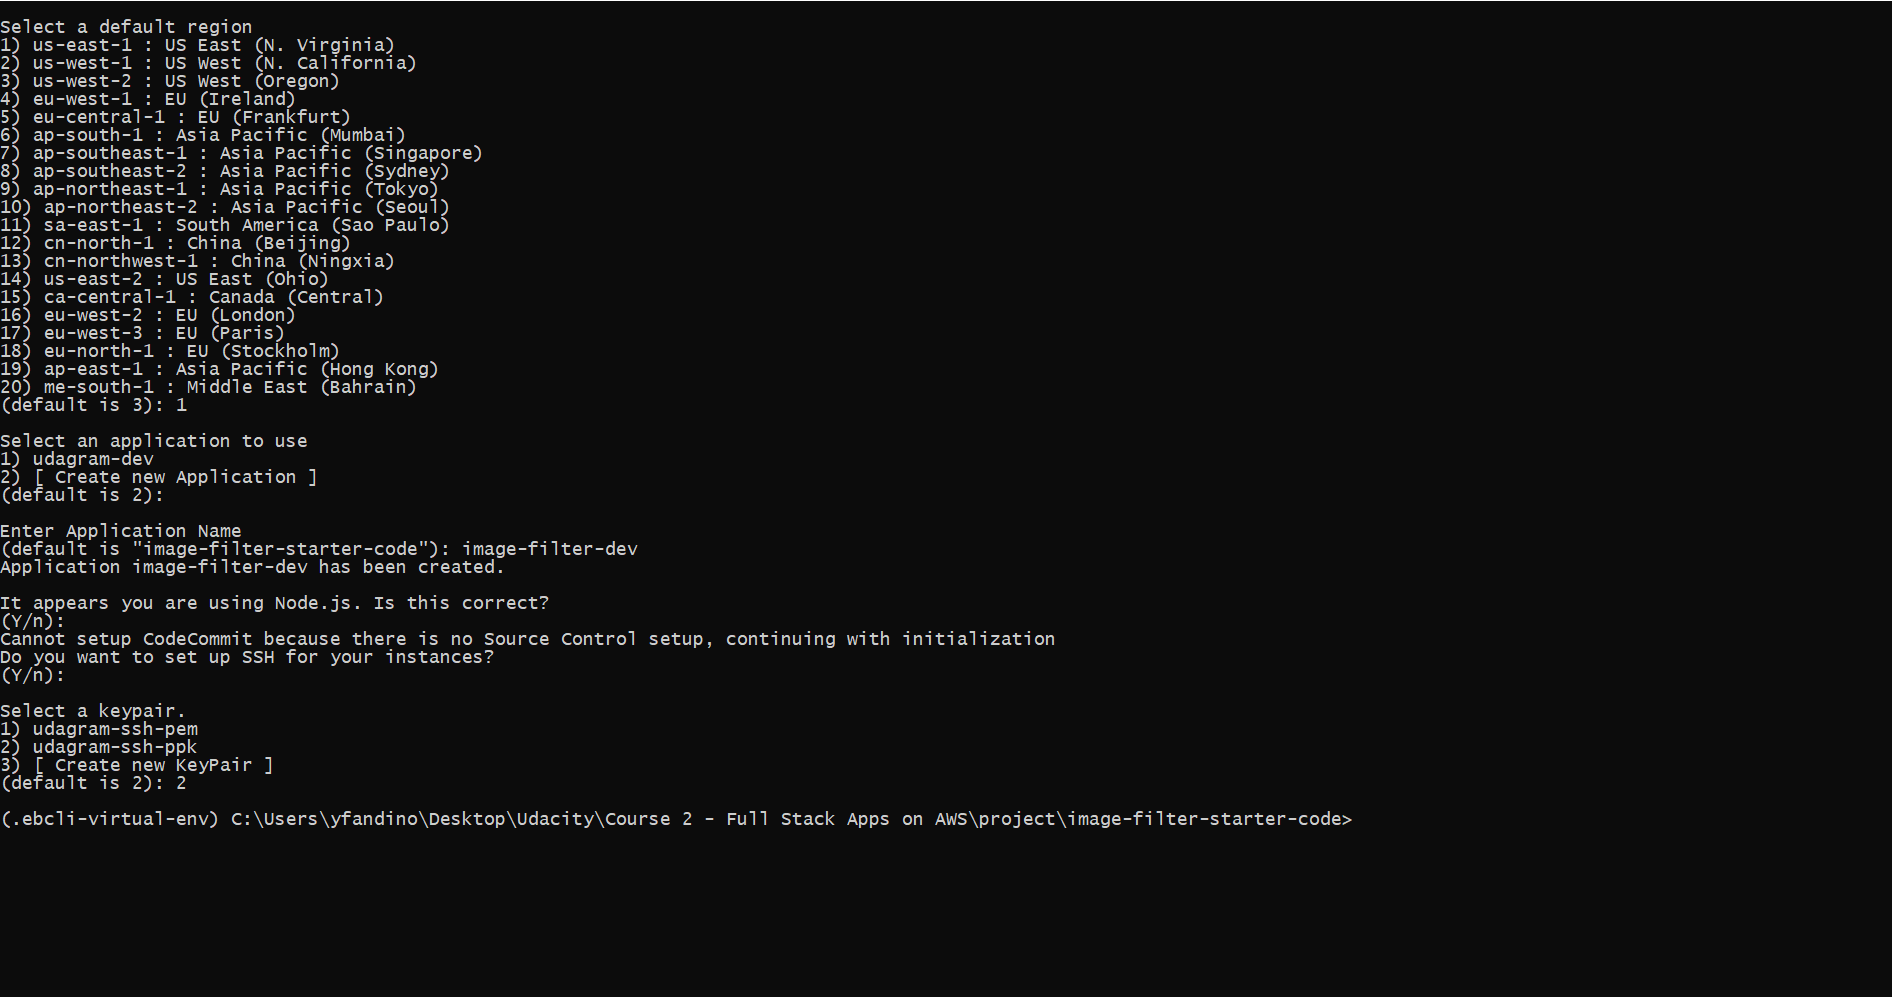 Select a default region
1) us-east-1 : US East (N. Virginia)
2) us-west-1 : US West (N. California)
3) us-west-2 : US West (Oregon)
4) eu-west-1 : EU (Ireland)
5) eu-central-1 : EU (Frankfurt)
6) ap-south-1 : Asia Pacific (Mumbai)
7) ap-southeast-1 : Asia Pacific (Singapore)
8) ap-southeast-2 : Asia Pacific (Sydney)
9) ap-northeast-1 : Asia Pacific (Tokyo)
10) ap-northeast-2 : Asia Pacific (Seoul)
11) sa-east-1 : South America (Sao Paulo)
12) cn-north-1 : China (Beijing)
13) cn-northwest-1 : China (Ningxia)
14) us-east-2 : US East (Ohio)
15) ca-central-1 : Canada (Central)
16) eu-west-2 : EU (London)
17) eu-west-3 : EU (Paris)
18) eu-north-1 : EU (Stockholm)
19) ap-east-1 : Asia Pacific (Hong Kong)
20) me-south-1 : Middle East (Bahrain)
(default is 3): 1
Select an application to use
1) udagram-dev
2) [ Create new Application ]
(default is 2):
Enter Application Name
(default is "image-filter-starter-code"): image-filter-dev
Application image-filter-dev has been created.
It appears you are using Node.js. Is this correct?
(Y/n):
Cannot setup CodeCommit because there is no Source Control setup, continuing with initialization
Do you want to set up SSH for your instances?
(Y/n):
Select a keypair.
1) udagram-ssh-pem
2) udagram-ssh-ppk
3) [ Create new KeyPair ]
(default is 2): 2
(.ebcli-virtual-env) C:\Users\yfandino\Desktop\Udacity\Course 2 - Full Stack Apps on AWS\project\image-filter-starter-code>